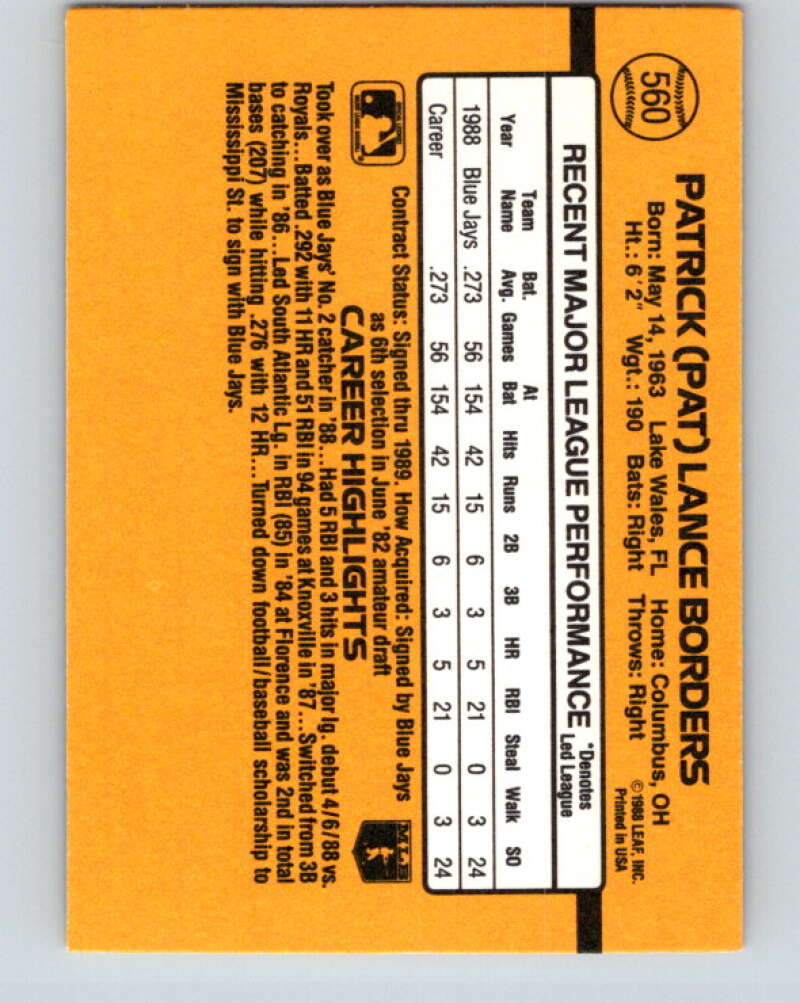 560
PATRICK (PAT) LANCE BORDERS
Born: May 14, 1963 Lake Wales, FL Home: Columbus, OH
Ht.: 6'2" Wgt.: 190 Bats: Right Throws: Right
© 1988 LEAF, INC.
Printed in USA
RECENT MAJOR LEAGUE PERFORMANCE *Denotes
Led League
Year Team Name Bat. Avg. Games At Bat Hits Runs 2B 3B HR RBI Steal Walk SO
1988 Blue Jays .273 56 154 42 15 6 3 5 21 0 3 24
Career .273 56 154 42 15 6 3 5 21 0 3 24
Contract Status: Signed thru 1989. How Acquired: Signed by Blue Jays
as 6th selection in June '82 amateur draft
MLB
CAREER HIGHLIGHTS
Took over as Blue Jays' No. 2 catcher in '88...Had 5 RBI and 3 hits in major lg. debut 4/6/88 vs.
Royals...Batted .292 with 11 HR and 51 RBI in 94 games at Knoxville in '87...Switched from 3B
to catching in '86...Led South Atlantic Lg. in RBI (85) in '84 at Florence and was 2nd in total
bases (207) while hitting .276 with 12 HR...Turned down football/baseball scholarship to
Mississippi St. to sign with Blue Jays.